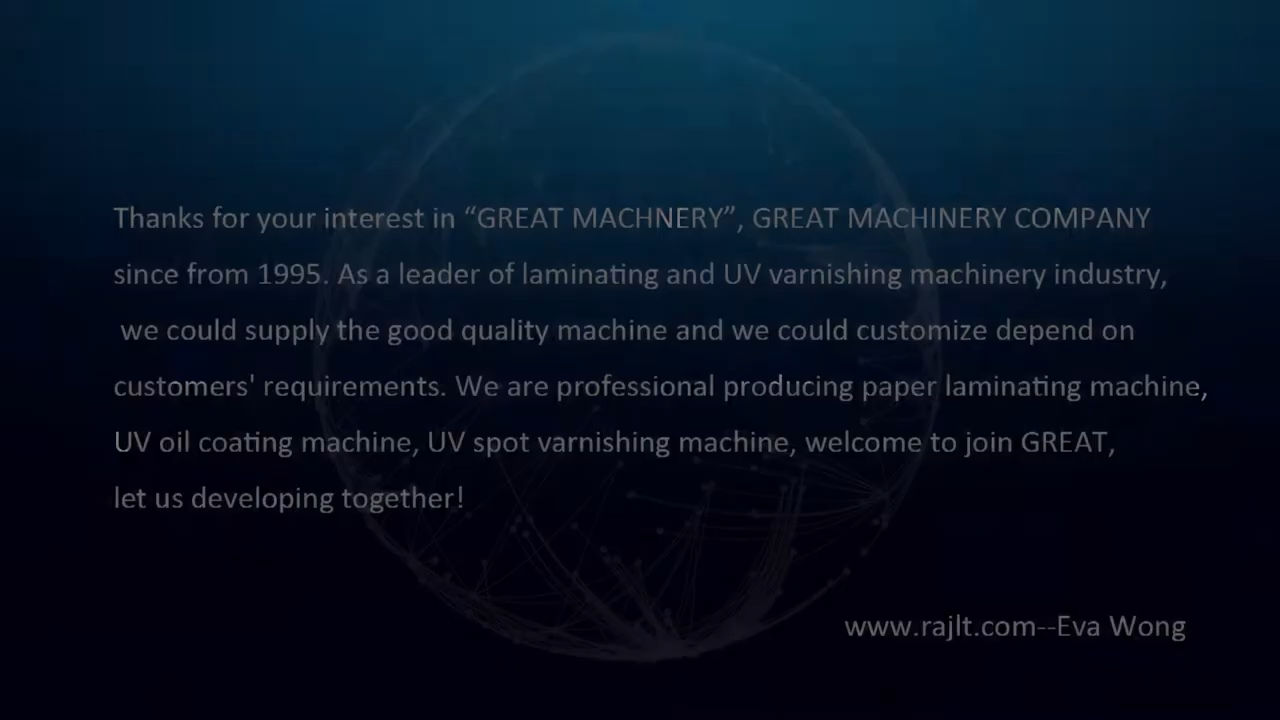 Thanks for your interest in “GREAT MACHNERY”, GREAT MACHINERY COMPANY
since from 1995. As a leader of laminating and UV varnishing machinery industry,
we could supply the good quality machine and we could customize depend on
customers' requirements. We are professional producing paper laminating machine,
UV oil coating machine, UV spot varnishing machine, welcome to join GREAT,
let us developing together!
www.rajlt.com--Eva Wong